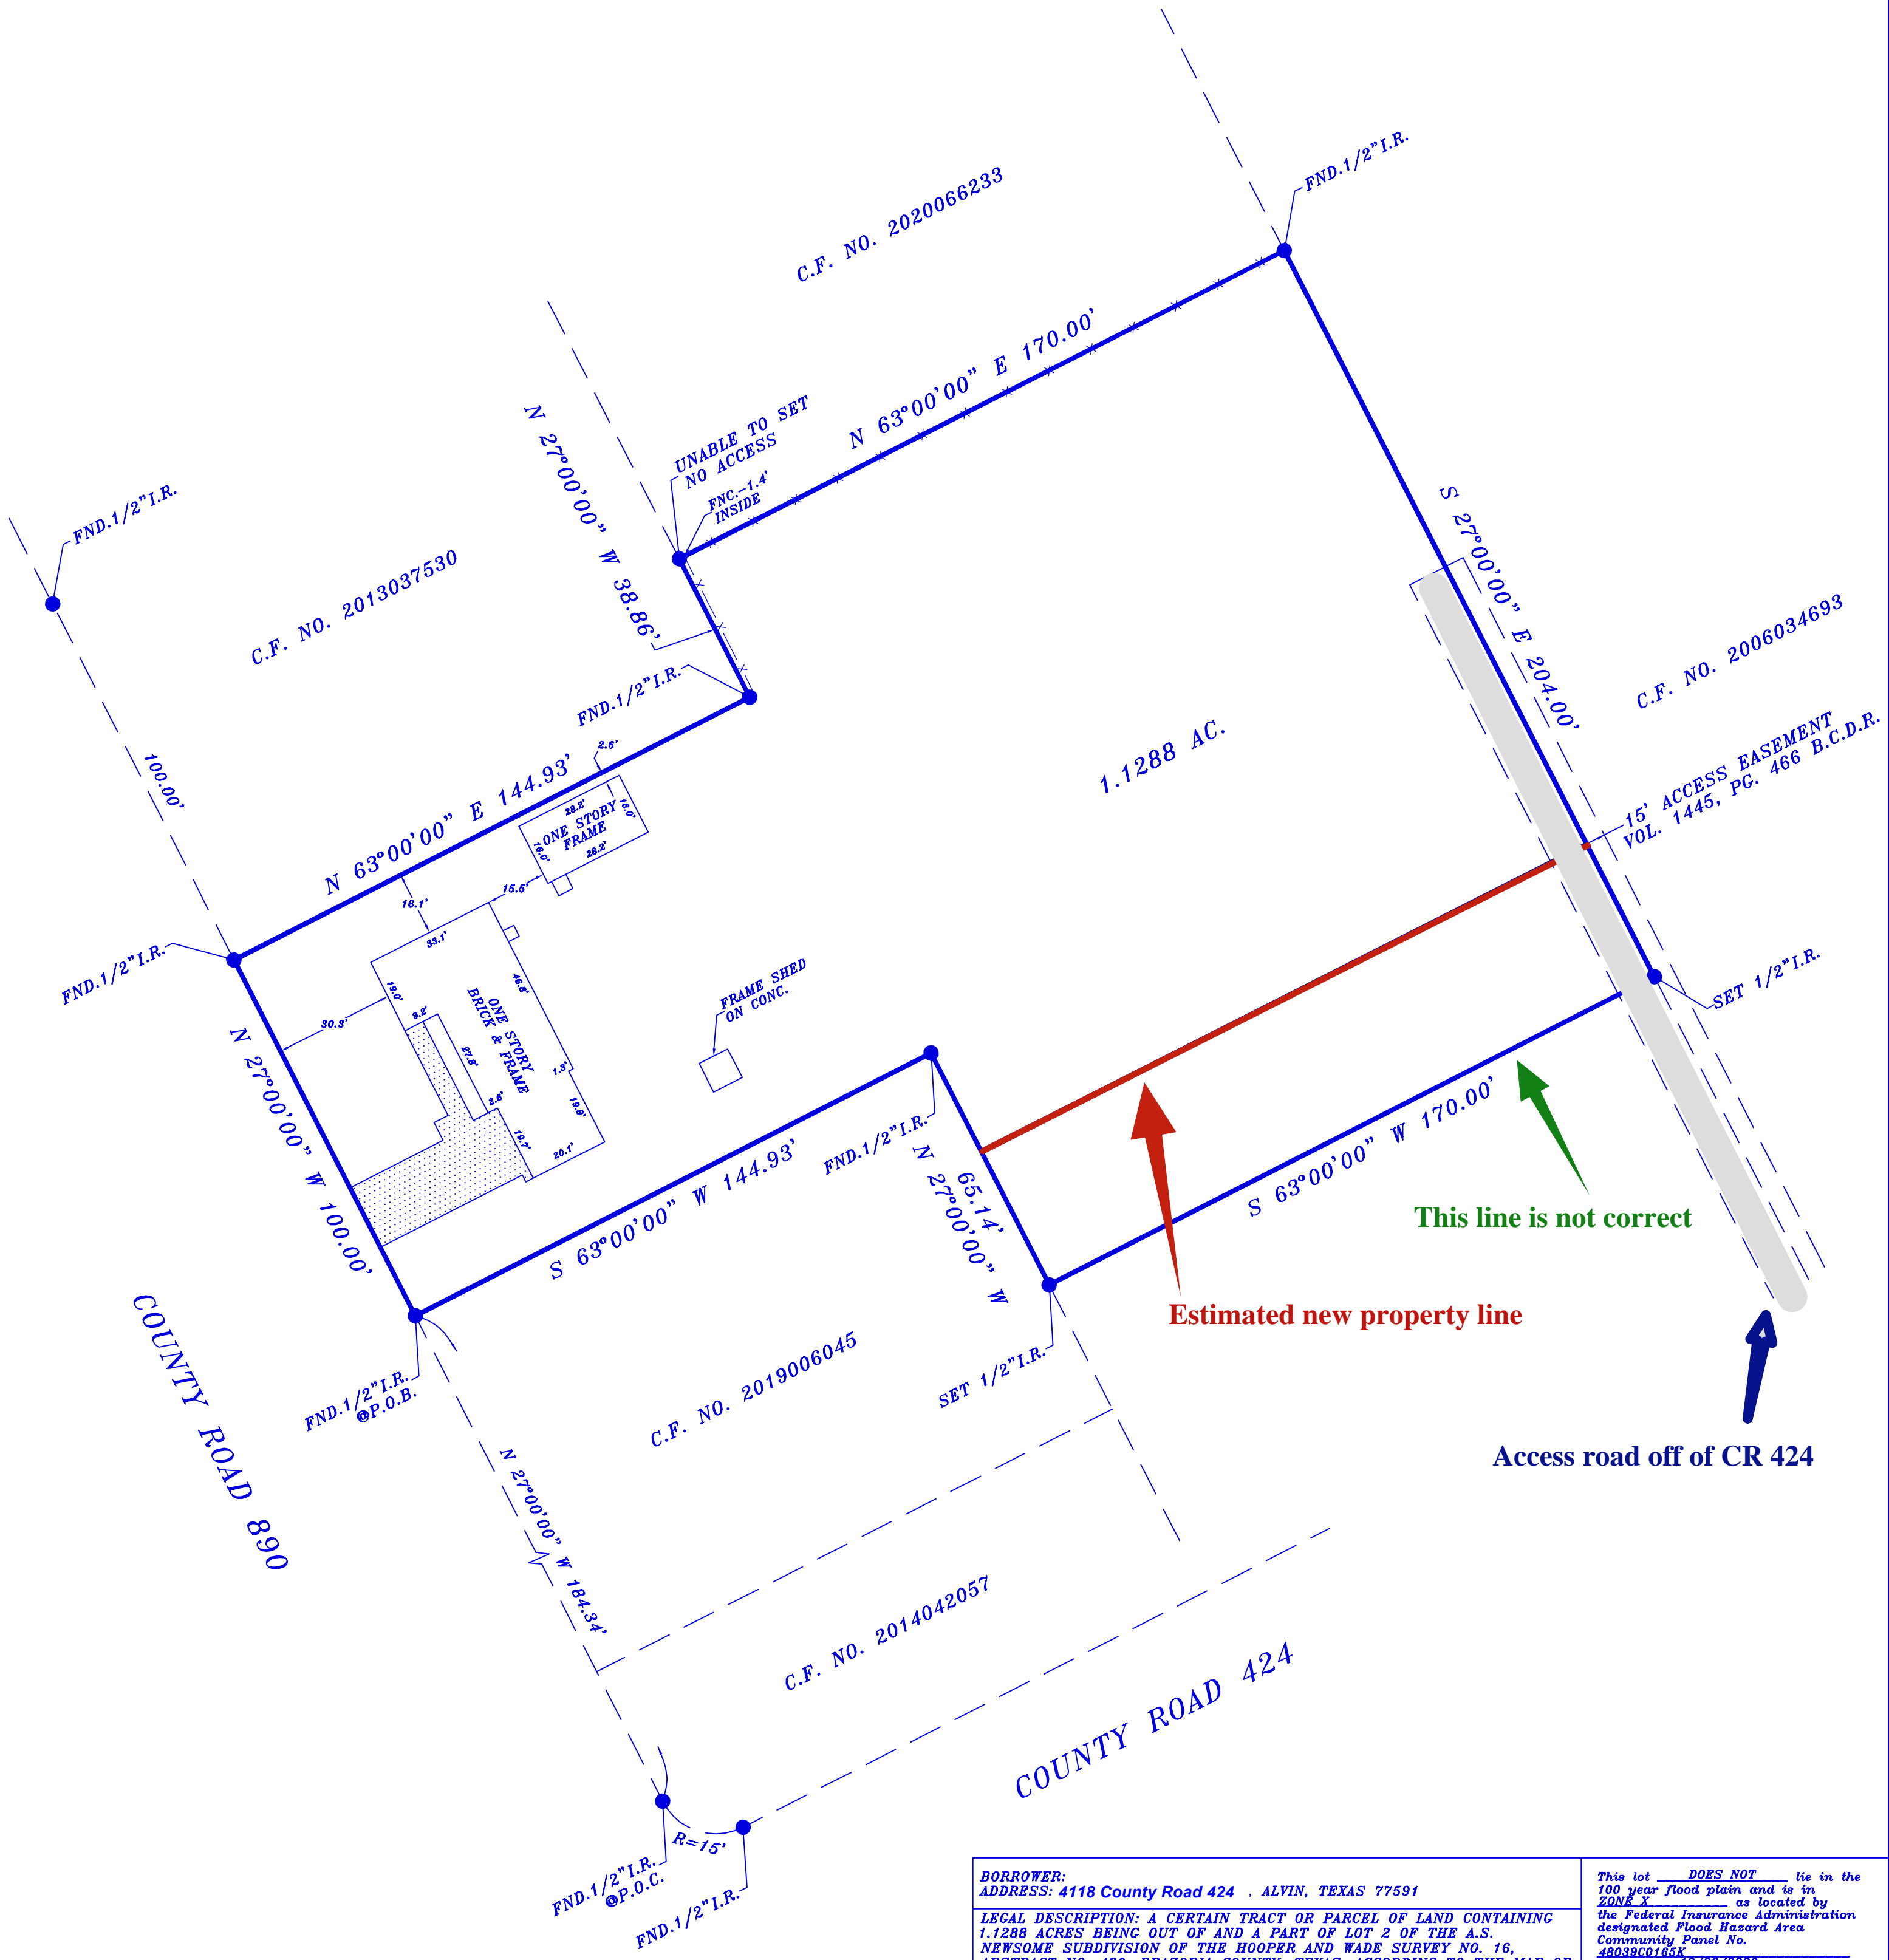 FND.1/2"I.R.
C.F. NO. 2020066233
N 63°00'00" E 170.00'
UNABLE TO SET
NO ACCESS
FNC.-1.4'
INSIDE
N 27°00'00" W 38.86'
FND.1/2"I.R.
C.F. NO. 2013037530
100.00'
S 27°00'00" E 204.00'
C.F. NO. 2006034693
15' ACCESS EASEMENT
VOL. 1445, PG. 466 B.C.D.R.
1.1288 AC.
FND.1/2"I.R.
2.6'
N 63°00'00" E 144.93'
28.2'
16.0'
ONE STORY
FRAME
16.0'
28.2'
15.5'
16.1'
33.1'
FND.1/2"I.R.
19.0'
46.8'
30.3'
9.2'
ONE STORY
BRICK & FRAME
27.8'
1.3'
2.6'
19.8'
19.7'
20.1'
FRAME SHED
ON CONC.
SET 1/2"I.R.
N 27°00'00" W 100.00'
FND.1/2"I.R.
S 63°00'00" W 144.93'
65.14'
N 27°00'00" W
S 63°00'00" W 170.00'
This line is not correct
Estimated new property line
COUNTY ROAD 890
FND.1/2"I.R.
@P.O.B.
C.F. NO. 2019006045
SET 1/2"I.R.
Access road off of CR 424
N 27°00'00" W 184.34'
C.F. NO. 2014042057
COUNTY ROAD 424
R=15'
FND.1/2"I.R.
@P.O.C.
FND.1/2"I.R.
BORROWER:
ADDRESS: 4118 County Road 424 , ALVIN, TEXAS 77591
LEGAL DESCRIPTION: A CERTAIN TRACT OR PARCEL OF LAND CONTAINING
1.1288 ACRES BEING OUT OF AND A PART OF LOT 2 OF THE A.S.
NEWSOME SUBDIVISION OF THE HOOPER AND WADE SURVEY NO. 16,
This lot DOES NOT lie in the
100 year flood plain and is in
ZONE X as located by
the Federal Insurance Administration
designated Flood Hazard Area
Community Panel No.
48039C0165K